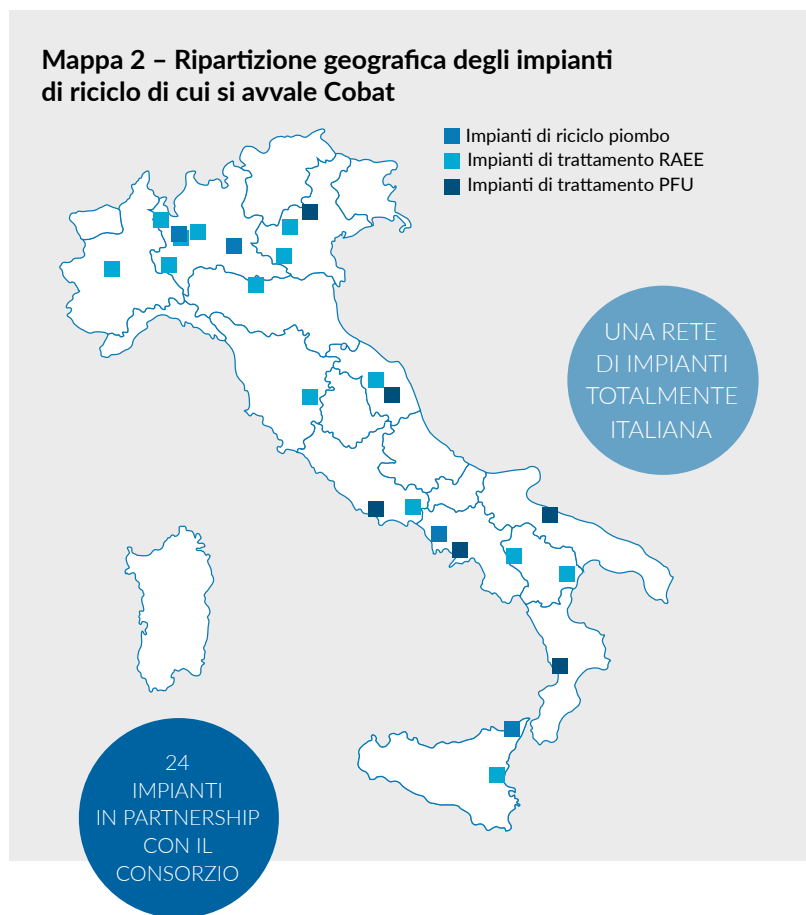 Mappa 2 – Ripartizione geografica degli impianti
di riciclo di cui si avvale Cobat
Impianti di riciclo piombo
Impianti di trattamento RAEE
Impianti di trattamento PFU
UNA RETE
DI IMPIANTI
TOTALMENTE
ITALIANA
24
IMPIANTI
IN PARTNERSHIP
CON IL
CONSORZIO